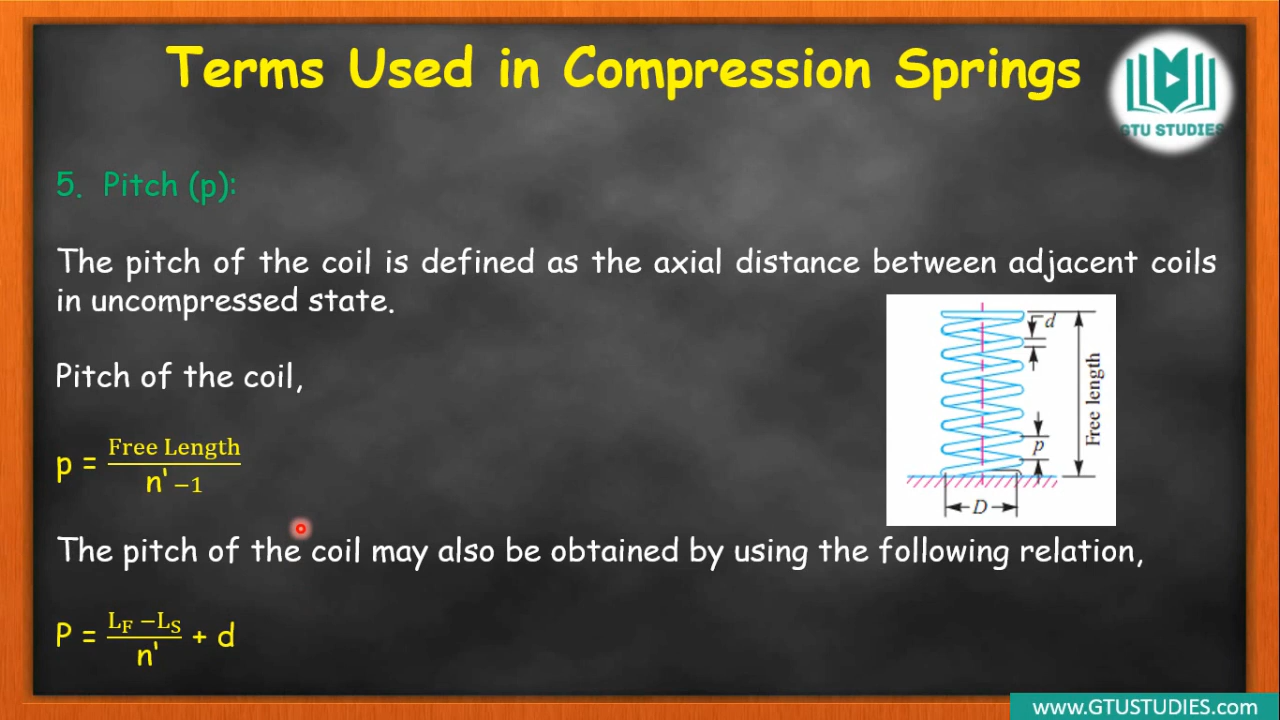 Terms Used in Compression Springs
GTU STUDIES
5. Pitch (p):
The pitch of the coil is defined as the axial distance between adjacent coils
in uncompressed state.
Pitch of the coil,
p = Free Length / n' -1
d
Free length
p
D
The pitch of the coil may also be obtained by using the following relation,
P = L_F -L_S / n' + d
www.GTUSTUDIES.com